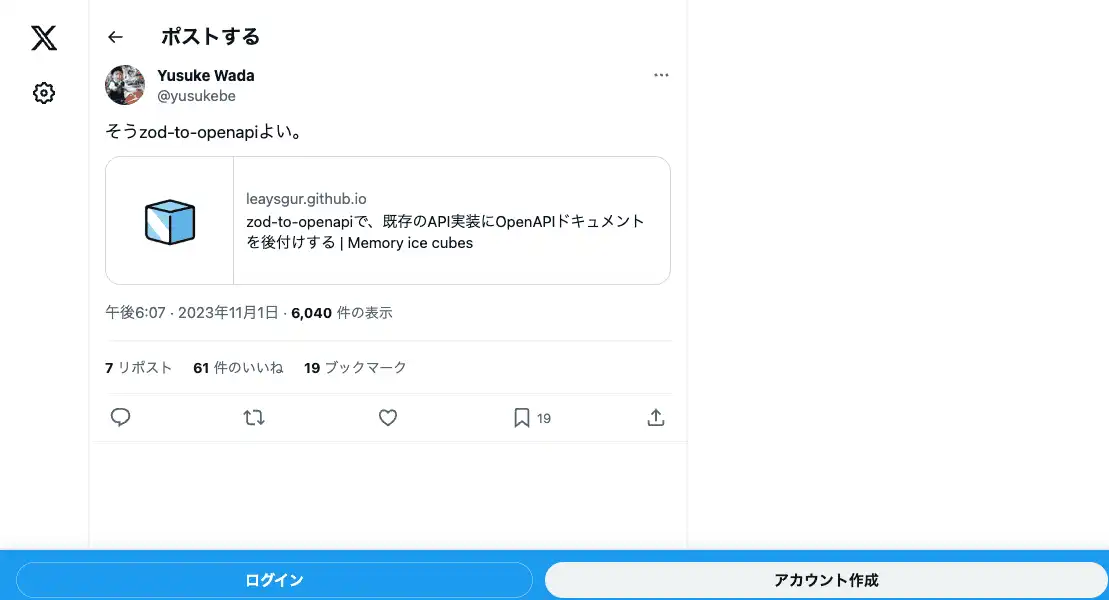 ポストする
Yusuke Wada
@yusukebe
そうzod-to-openapiよい。
leaysgur.github.io
zod-to-openapiで、既存のAPI実装にOpenAPIドキュメント
を後付けする | Memory ice cubes
午後6:07 · 2023年11月1日 · 6,040 件の表示
7 リポスト 61 件のいいね 19 ブックマーク
19
ログイン アカウント作成